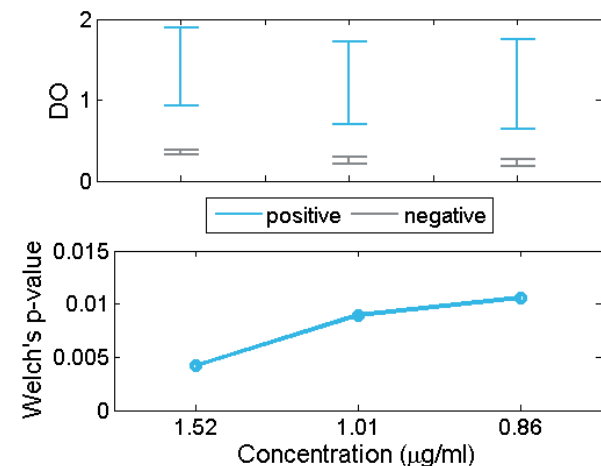 2
1
0
DO
positive negative
0.015
0.01
0.005
0
Welch's p-value
1.52 1.01 0.86
Concentration (μg/ml)